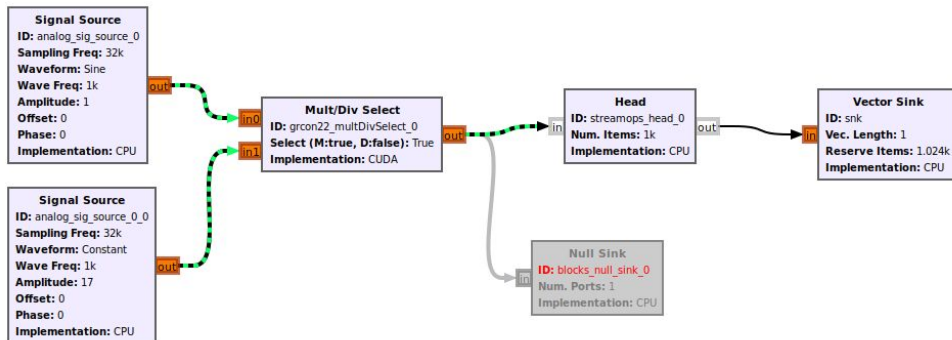 Signal Source
ID: analog_sig_source_0
Sampling Freq: 32k
Waveform: Sine
Wave Freq: 1k
Amplitude: 1
Offset: 0
Phase: 0
Implementation: CPU
out
Signal Source
ID: analog_sig_source_0_0
Sampling Freq: 32k
Waveform: Constant
Wave Freq: 1k
Amplitude: 17
Offset: 0
Phase: 0
Implementation: CPU
out
in0
in1
Mult/Div Select
ID: grcon22_multDivSelect_0
Select (M:true, D:false): True
Implementation: CUDA
out
in
Head
ID: streamops_head_0
Num. Items: 1k
Implementation: CPU
out
in
Null Sink
ID: blocks_null_sink_0
Num. Ports: 1
Implementation: CPU
in
Vector Sink
ID: snk
Vec. Length: 1
Reserve Items: 1.024k
Implementation: CPU